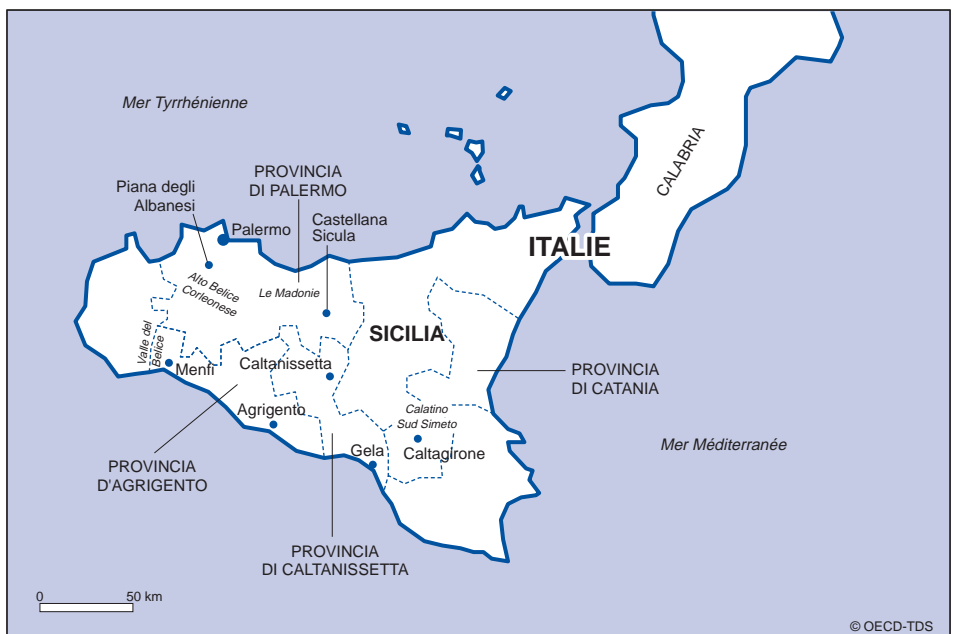 Mer Tyrrhénienne
CALABRIA
PROVINCIA
DI PALERMO
Piana degli
Albanesi
Castellana
Sicula
Palermo
ITALIE
Alto Belice
Corleonese
Le Madonie
SICILIA
Valle del
Belice
Menfi
Caltanissetta
PROVINCIA
DI CATANIA
Agrigento
Calatino
Sud Simeto
Mer Méditerranée
Gela
Caltagirone
PROVINCIA
D'AGRIGENTO
PROVINCIA
DI CALTANISSETTA
0 50 km
© OECD-TDS